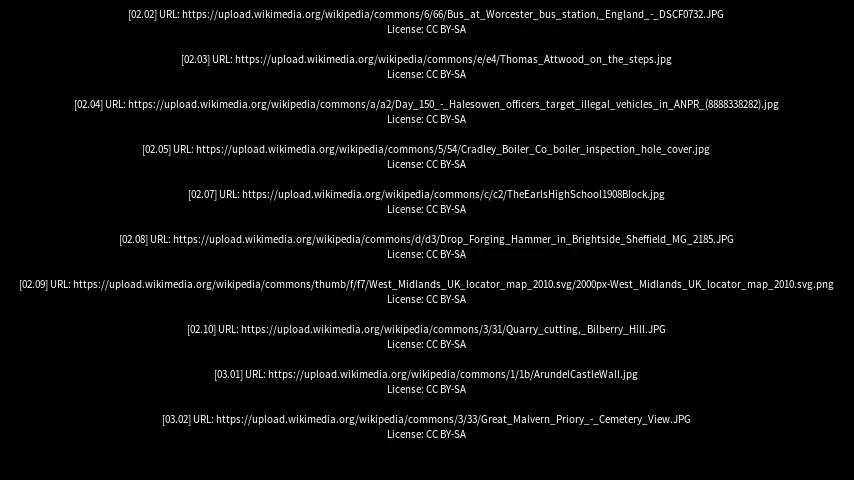 [02.02] URL: https://upload.wikimedia.org/wikipedia/commons/6/66/Bus_at_Worcester_bus_station,_England_-_DSCF0732.JPG
License: CC BY-SA
[02.03] URL: https://upload.wikimedia.org/wikipedia/commons/e/e4/Thomas_Attwood_on_the_steps.jpg
License: CC BY-SA
[02.04] URL: https://upload.wikimedia.org/wikipedia/commons/a/a2/Day_150_-_Halesowen_officers_target_illegal_vehicles_in_ANPR_(8888338282).jpg
License: CC BY-SA
[02.05] URL: https://upload.wikimedia.org/wikipedia/commons/5/54/Cradley_Boiler_Co_boiler_inspection_hole_cover.jpg
License: CC BY-SA
[02.07] URL: https://upload.wikimedia.org/wikipedia/commons/c/c2/TheEarlsHighSchool1908Block.jpg
License: CC BY-SA
[02.08] URL: https://upload.wikimedia.org/wikipedia/commons/d/d3/Drop_Forging_Hammer_in_Brightside_Sheffield_MG_2185.JPG
License: CC BY-SA
[02.09] URL: https://upload.wikimedia.org/wikipedia/commons/thumb/f/f7/West_Midlands_UK_locator_map_2010.svg/2000px-West_Midlands_UK_locator_map_2010.svg.png
License: CC BY-SA
[02.10] URL: https://upload.wikimedia.org/wikipedia/commons/3/31/Quarry_cutting,_Bilberry_Hill.JPG
License: CC BY-SA
[03.01] URL: https://upload.wikimedia.org/wikipedia/commons/1/1b/ArundelCastleWall.jpg
License: CC BY-SA
[03.02] URL: https://upload.wikimedia.org/wikipedia/commons/3/33/Great_Malvern_Priory_-_Cemetery_View.JPG
License: CC BY-SA